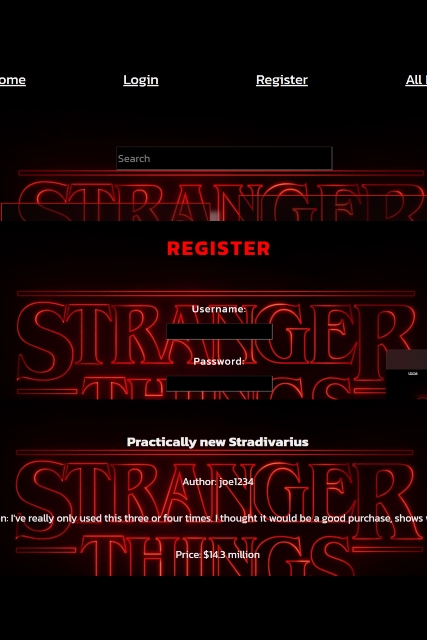 ome Login Register All
Search
STRANGER
REGISTER
STRANGER
Username:
Password:
THINGS
Practically new Stradivarius
STRANGER
Author: joe1234
n: I've really only used this three or four times. I thought it would be a good purchase, shows
THINGS
Price: $14.3 million